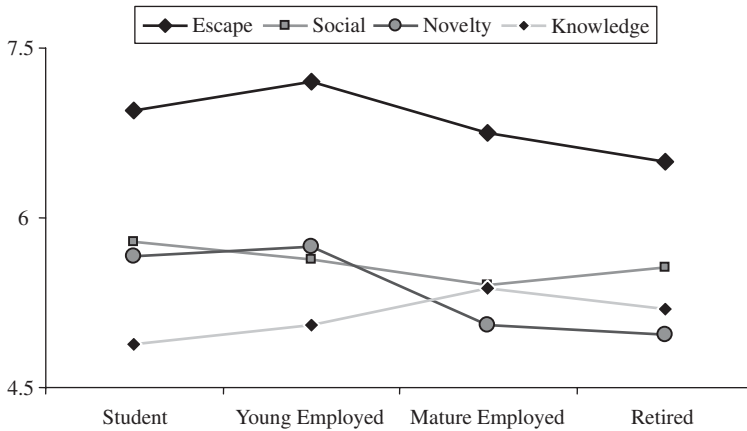 Escape Social Novelty Knowledge
7.5
6
4.5
Student Young Employed Mature Employed Retired